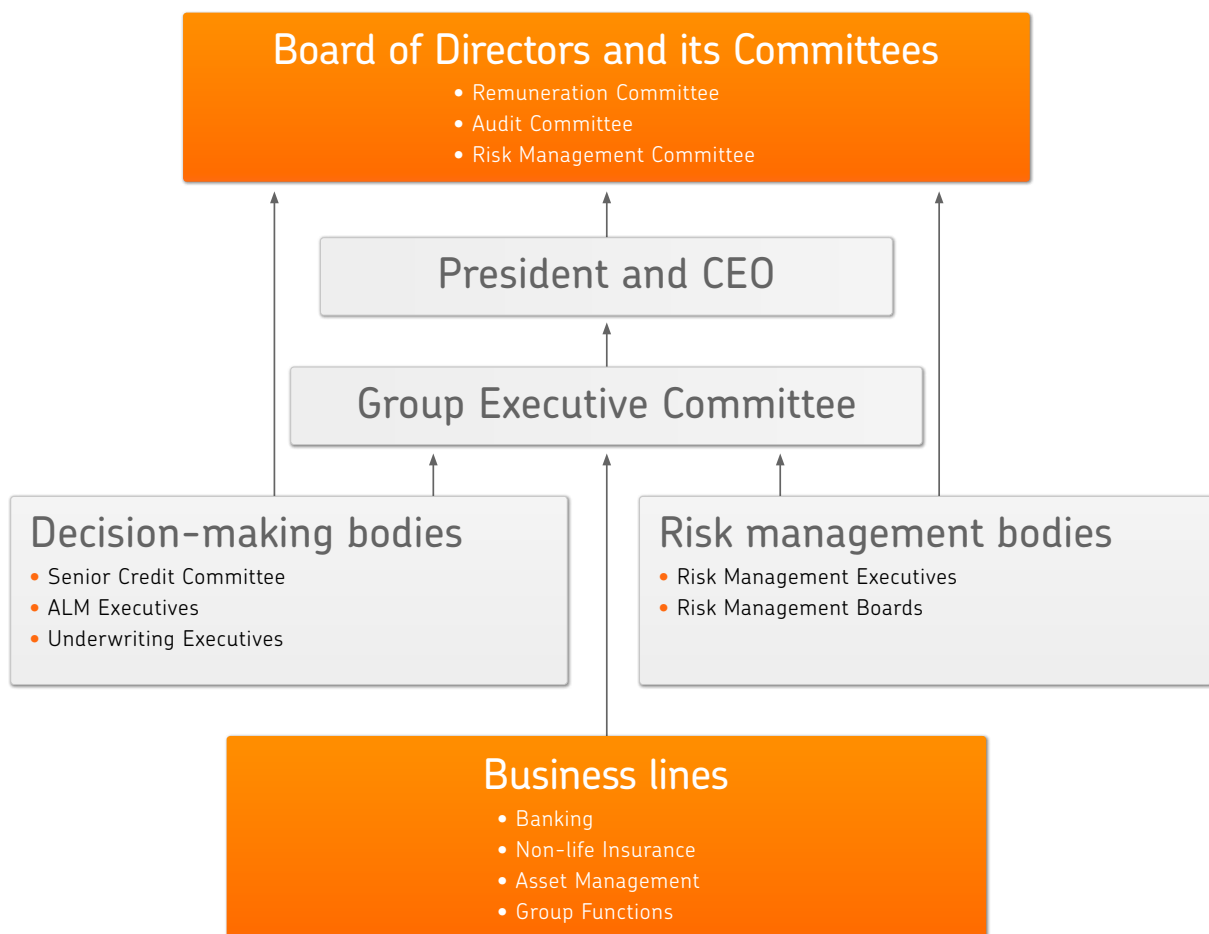 Board of Directors and its Committees
• Remuneration Committee
• Audit Committee
• Risk Management Committee
President and CEO
Group Executive Committee
Decision-making bodies
• Senior Credit Committee
• ALM Executives
• Underwriting Executives
Risk management bodies
• Risk Management Executives
• Risk Management Boards
Business lines
• Banking
• Non-life Insurance
• Asset Management
• Group Functions